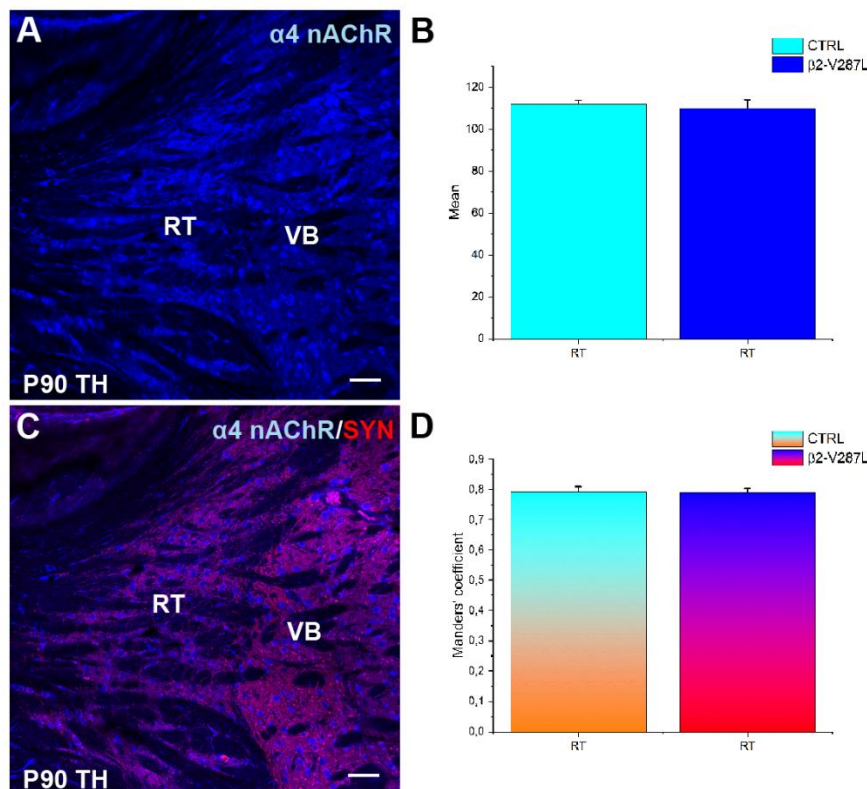 A
α4 nAChR
RT
VB
P90 TH
B
CTRL
β2-V287L
120
100
80
60
40
20
0
Mean
RT
RT
C
α4 nAChR/SYN
RT
VB
P90 TH
D
CTRL
β2-V287L
0,9
0,8
0,7
0,6
0,5
0,4
0,3
0,2
0,1
0,0
Manders' coefficient
RT
RT